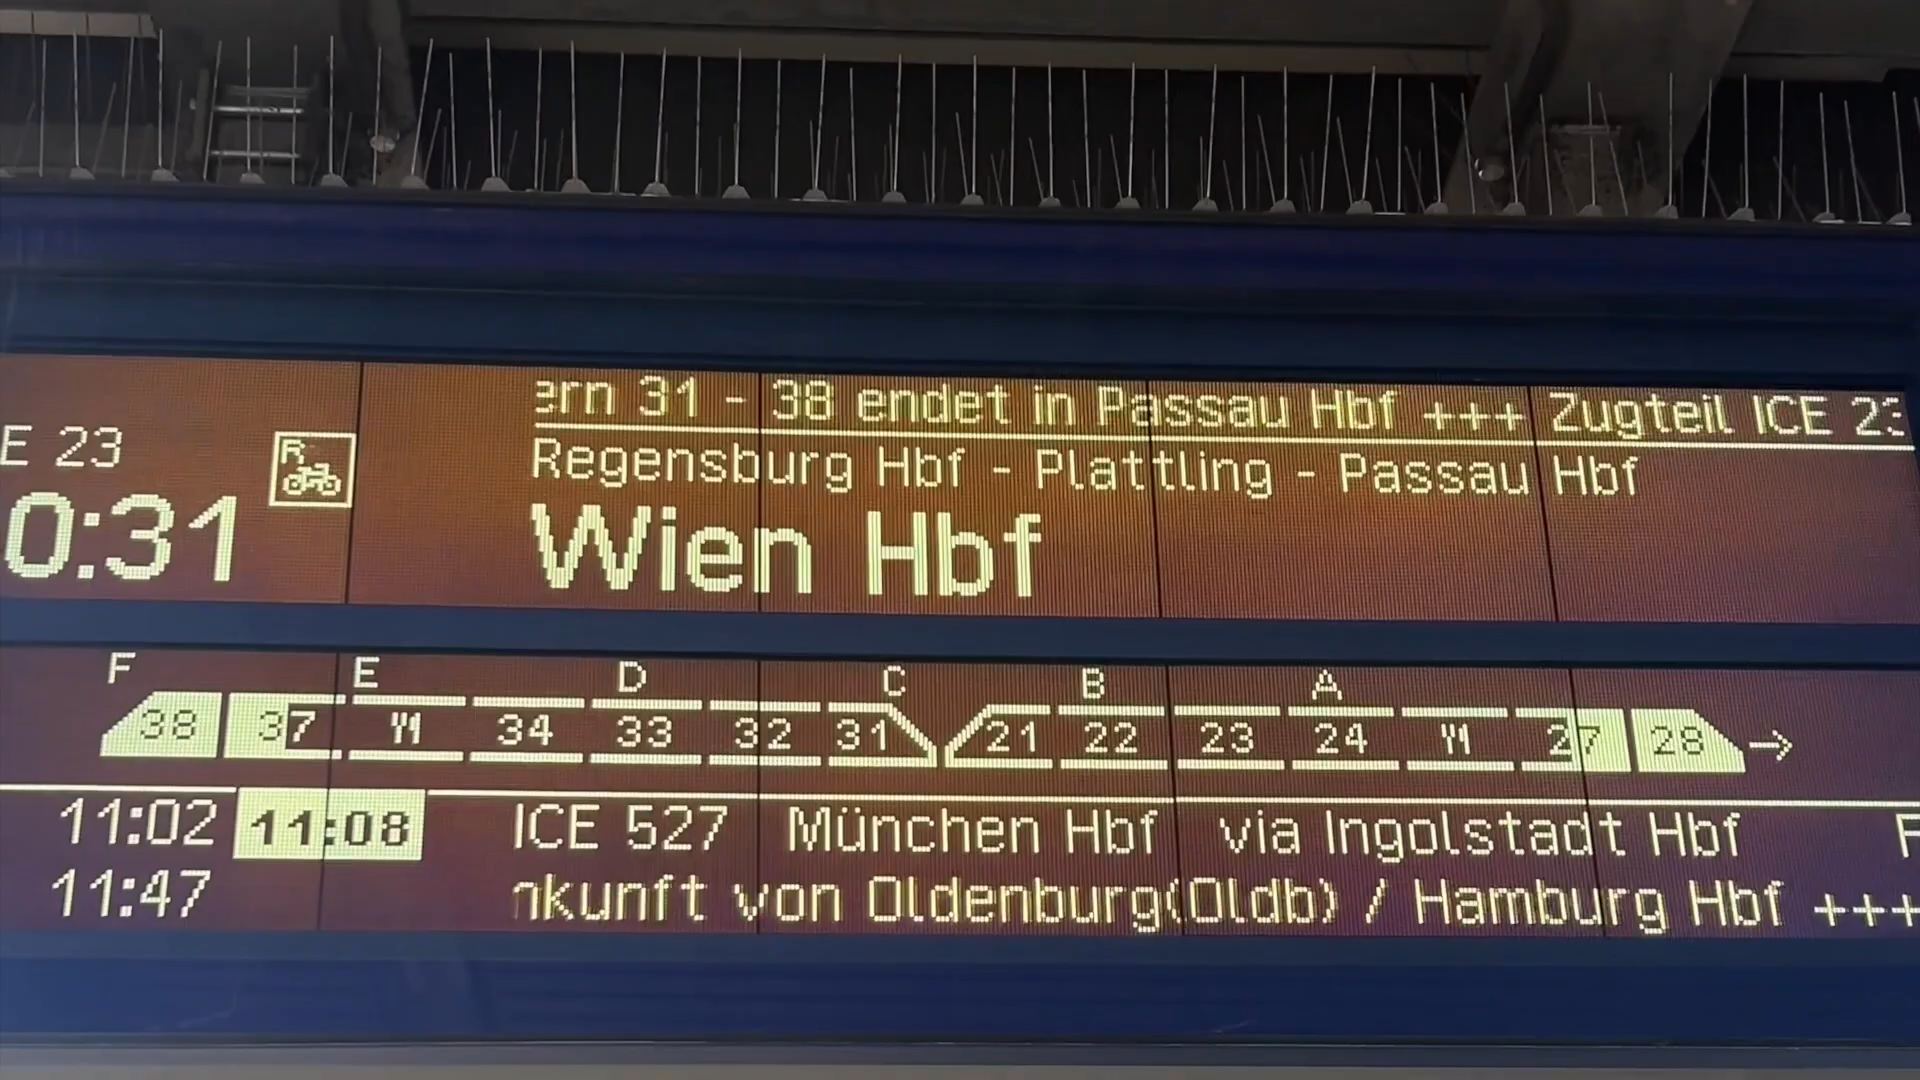 ern 31 - 38 endet in Passau Hbf +++ Zugteil ICE 23
E 23 R Regensburg Hbf - Plattling - Passau Hbf
0:31 Wien Hbf
F E D C B A
38 37 34 33 32 31 21 22 23 24 27 28 →
11:02 11:08 ICE 527 München Hbf via Ingolstadt Hbf
11:47 nkunft von Oldenburg(Oldb) / Hamburg Hbf +++